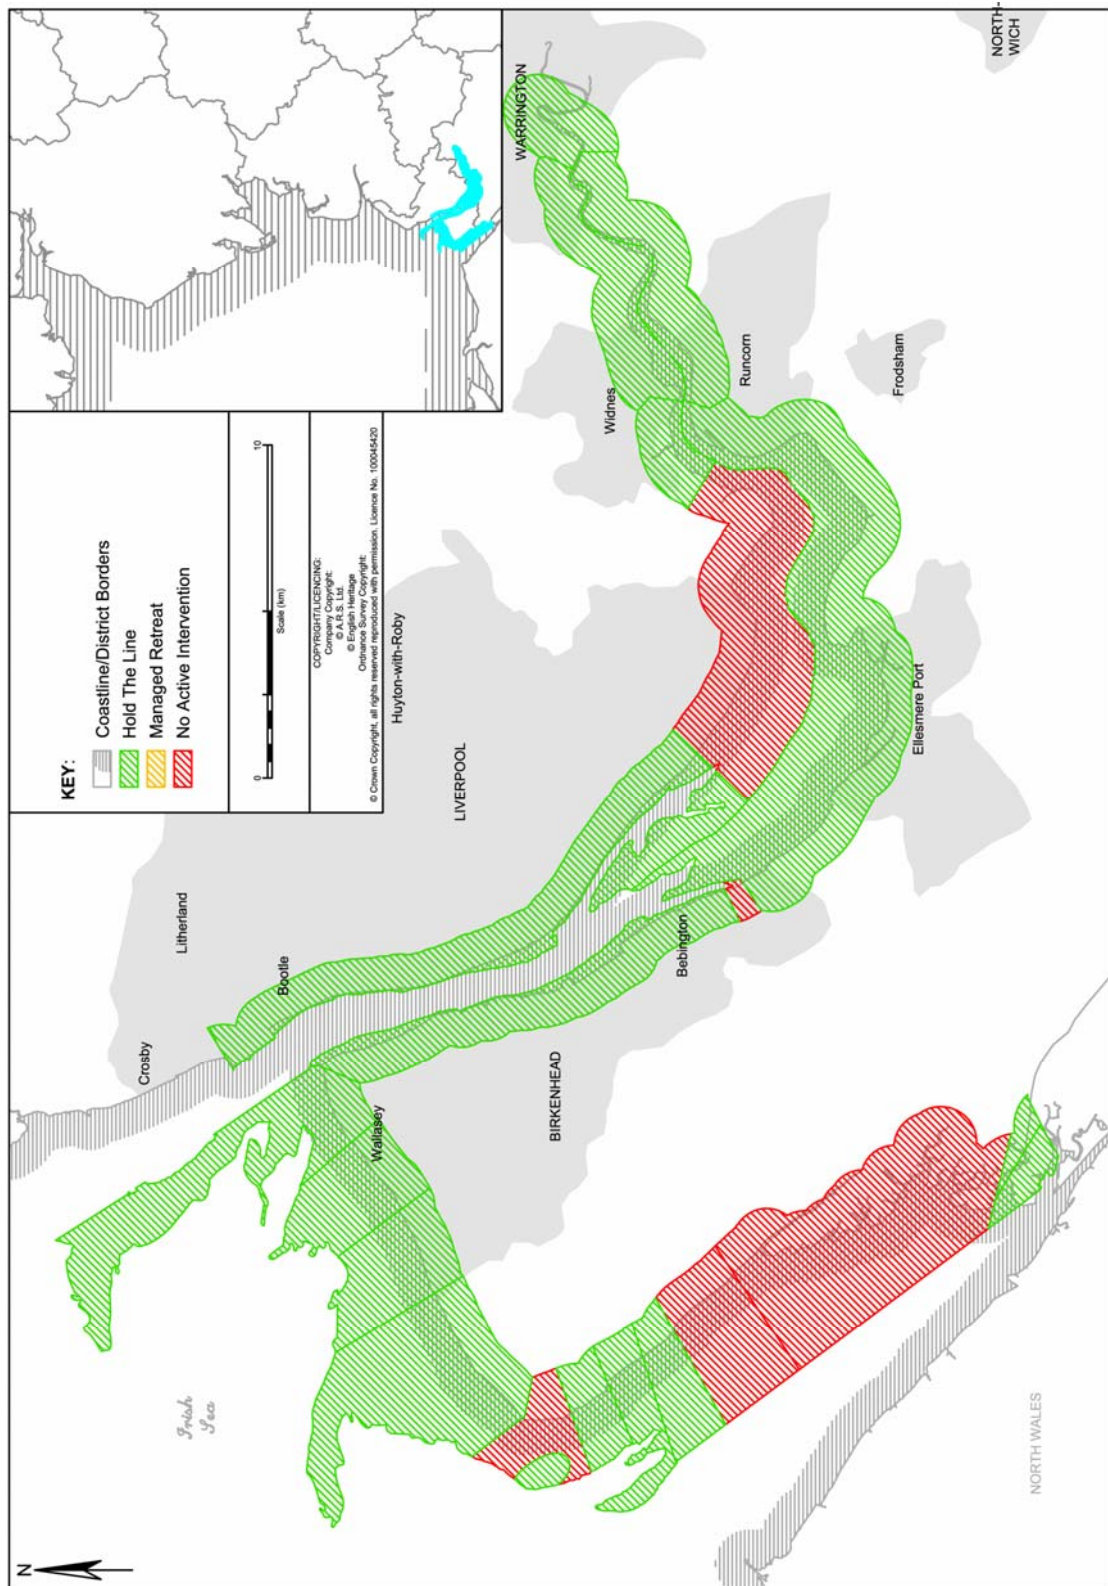 N
Irish
Sea
Crosby
Litherland
Bootle
Wallasey
LIVERPOOL
BIRKENHEAD
Bebington
Huyton-with-Roby
Ellesmere Port
Widnes
Runcorn
Frodsham
WARRINGTON
NORTH-
WICH
NORTH WALES
KEY:
Coastline/District Borders
Hold The Line
Managed Retreat
No Active Intervention
0
10
Scale (km)
COPYRIGHT/LICENCING:
Company Copyright:
© A.R.S. Ltd.
© English Heritage
Ordnance Survey Copyright:
© Crown Copyright, all rights reserved reproduced with permission. Licence No. 100045420